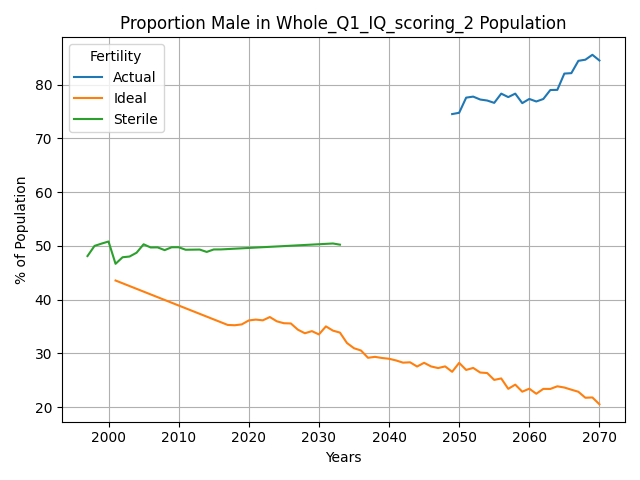 Proportion Male in Whole_Q1_IQ_scoring_2 Population
Fertility
Actual
Ideal
Sterile
% of Population
80
70
60
50
40
30
20
2000
2010
2020
2030
2040
2050
2060
2070
Years